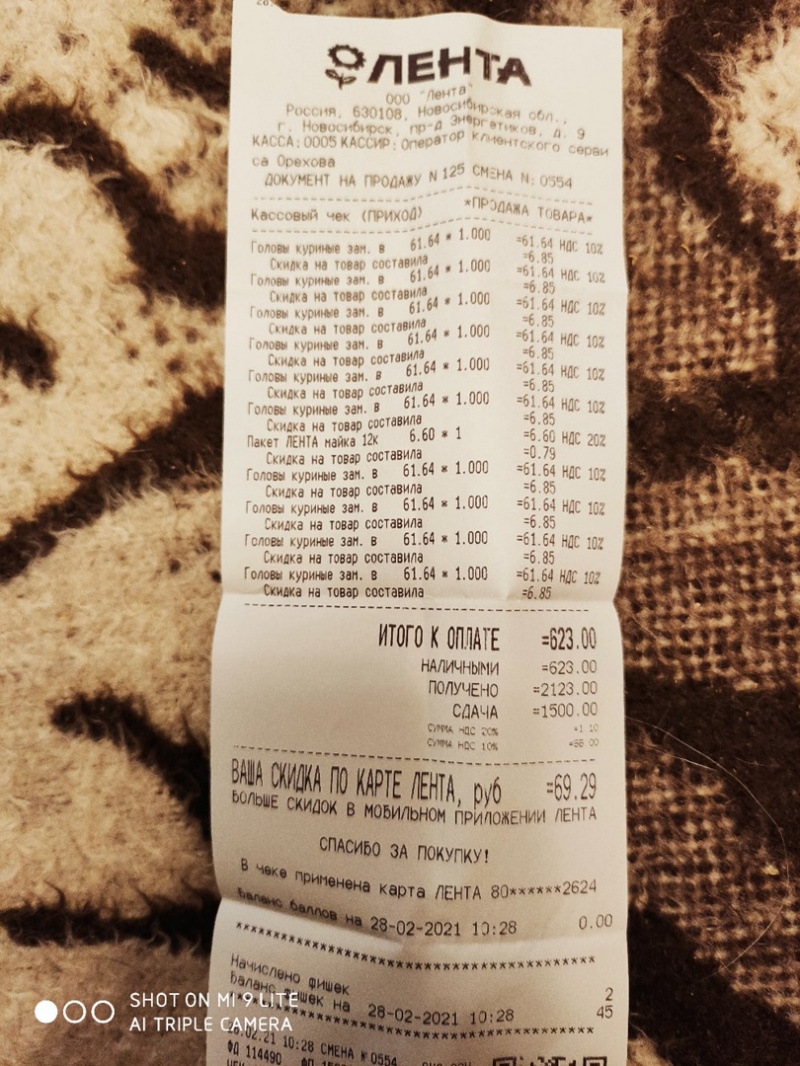 ЛЕНТА
ООО "Лента"
Россия, 630108, Новосибирская обл.,
г. Новосибирск, пр-д Энергетиков, д. 9
КАССА:0005 КАССИР:Оператор клиентского серви
са Орехова
ДОКУМЕНТ НА ПРОДАЖУ N 125 СМЕНА N: 0554
Кассовый чек (ПРИХОД) *ПРОДАЖА ТОВАРА*
Головы куриные зам. в 61.64 * 1.000 =61.64 НДС 10%
Скидка на товар составила =6.85
Головы куриные зам. в 61.64 * 1.000 =61.64 НДС 10%
Скидка на товар составила =6.85
Головы куриные зам. в 61.64 * 1.000 =61.64 НДС 10%
Скидка на товар составила =6.85
Головы куриные зам. в 61.64 * 1.000 =61.64 НДС 10%
Скидка на товар составила =6.85
Головы куриные зам. в 61.64 * 1.000 =61.64 НДС 10%
Скидка на товар составила =6.85
Головы куриные зам. в 61.64 * 1.000 =61.64 НДС 10%
Скидка на товар составила =6.85
Пакет ЛЕНТА майка 12к 6.60 * 1 =6.60 НДС 20%
Скидка на товар составила =0.79
Головы куриные зам. в 61.64 * 1.000 =61.64 НДС 10%
Скидка на товар составила =6.85
Головы куриные зам. в 61.64 * 1.000 =61.64 НДС 10%
Скидка на товар составила =6.85
Головы куриные зам. в 61.64 * 1.000 =61.64 НДС 10%
Скидка на товар составила =6.85
Головы куриные зам. в 61.64 * 1.000 =61.64 НДС 10%
Скидка на товар составила =6.85
ИТОГО К ОПЛАТЕ =623.00
НАЛИЧНЫМИ =623.00
ПОЛУЧЕНО =2123.00
СДАЧА =1500.00
СУММА НДС 20% =1.10
СУММА НДС 10% =56.00
ВАША СКИДКА ПО КАРТЕ ЛЕНТА, руб =69.29
БОЛЬШЕ СКИДОК В МОБИЛЬНОМ ПРИЛОЖЕНИИ ЛЕНТА
СПАСИБО ЗА ПОКУПКУ!
В чеке применена карта ЛЕНТА 80******2624
Баланс баллов на 28-02-2021 10:28 0.00
Начислено фишек 2
Баланс фишек на 28-02-2021 10:28 45
.02.21 10:28 СМЕНА N 0554
ФД 114490
SHOT ON MI 9 LITE
AI TRIPLE CAMERA